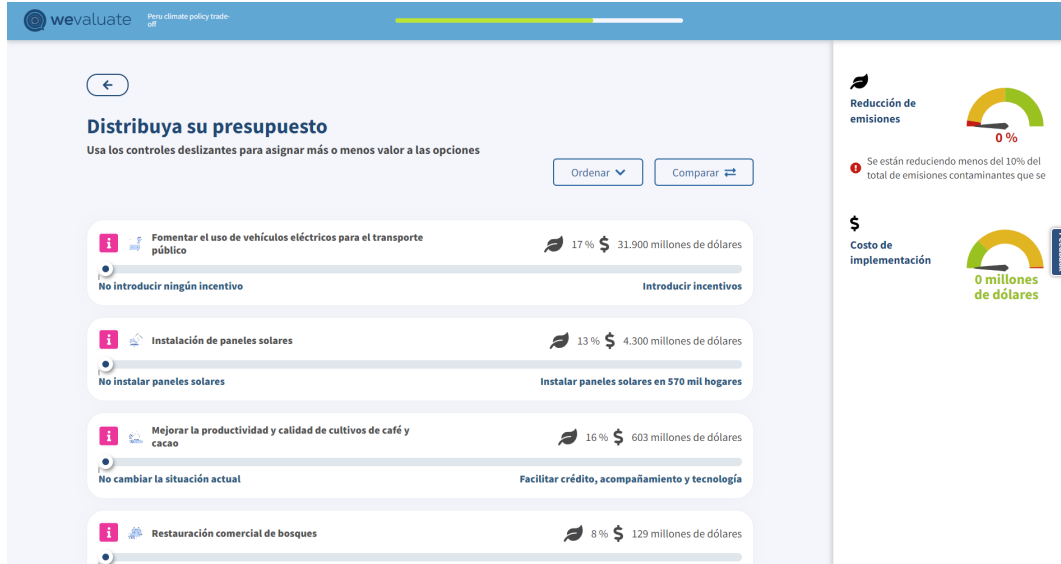 wevaluate
Peru climate policy trade-
off
Distribuya su presupuesto
Usa los controles deslizantes para asignar más o menos valor a las opciones
Ordenar
Comparar
i
Fomentar el uso de vehículos eléctricos para el transporte
público
17 % $ 31.900 millones de dólares
No introducir ningún incentivo
Introducir incentivos
i
Instalación de paneles solares
13 % $ 4.300 millones de dólares
No instalar paneles solares
Instalar paneles solares en 570 mil hogares
i
Mejorar la productividad y calidad de cultivos de café y
cacao
16 % $ 603 millones de dólares
No cambiar la situación actual
Facilitar crédito, acompañamiento y tecnología
i
Restauración comercial de bosques
8 % $ 129 millones de dólares
Reducción de
emisiones
0 %
Se están reduciendo menos del 10% del
total de emisiones contaminantes que se
$
Costo de
implementación
0 millones
de dólares